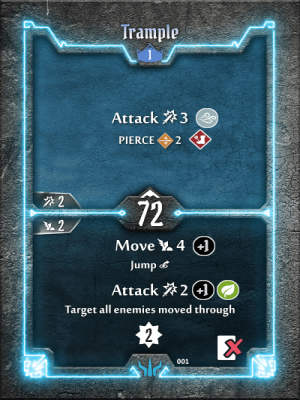 Trample
1
Attack 3
PIERCE 2
2
72
2
Move 4 +1
Jump
Attack 2 +1
Target all enemies moved through
2
001